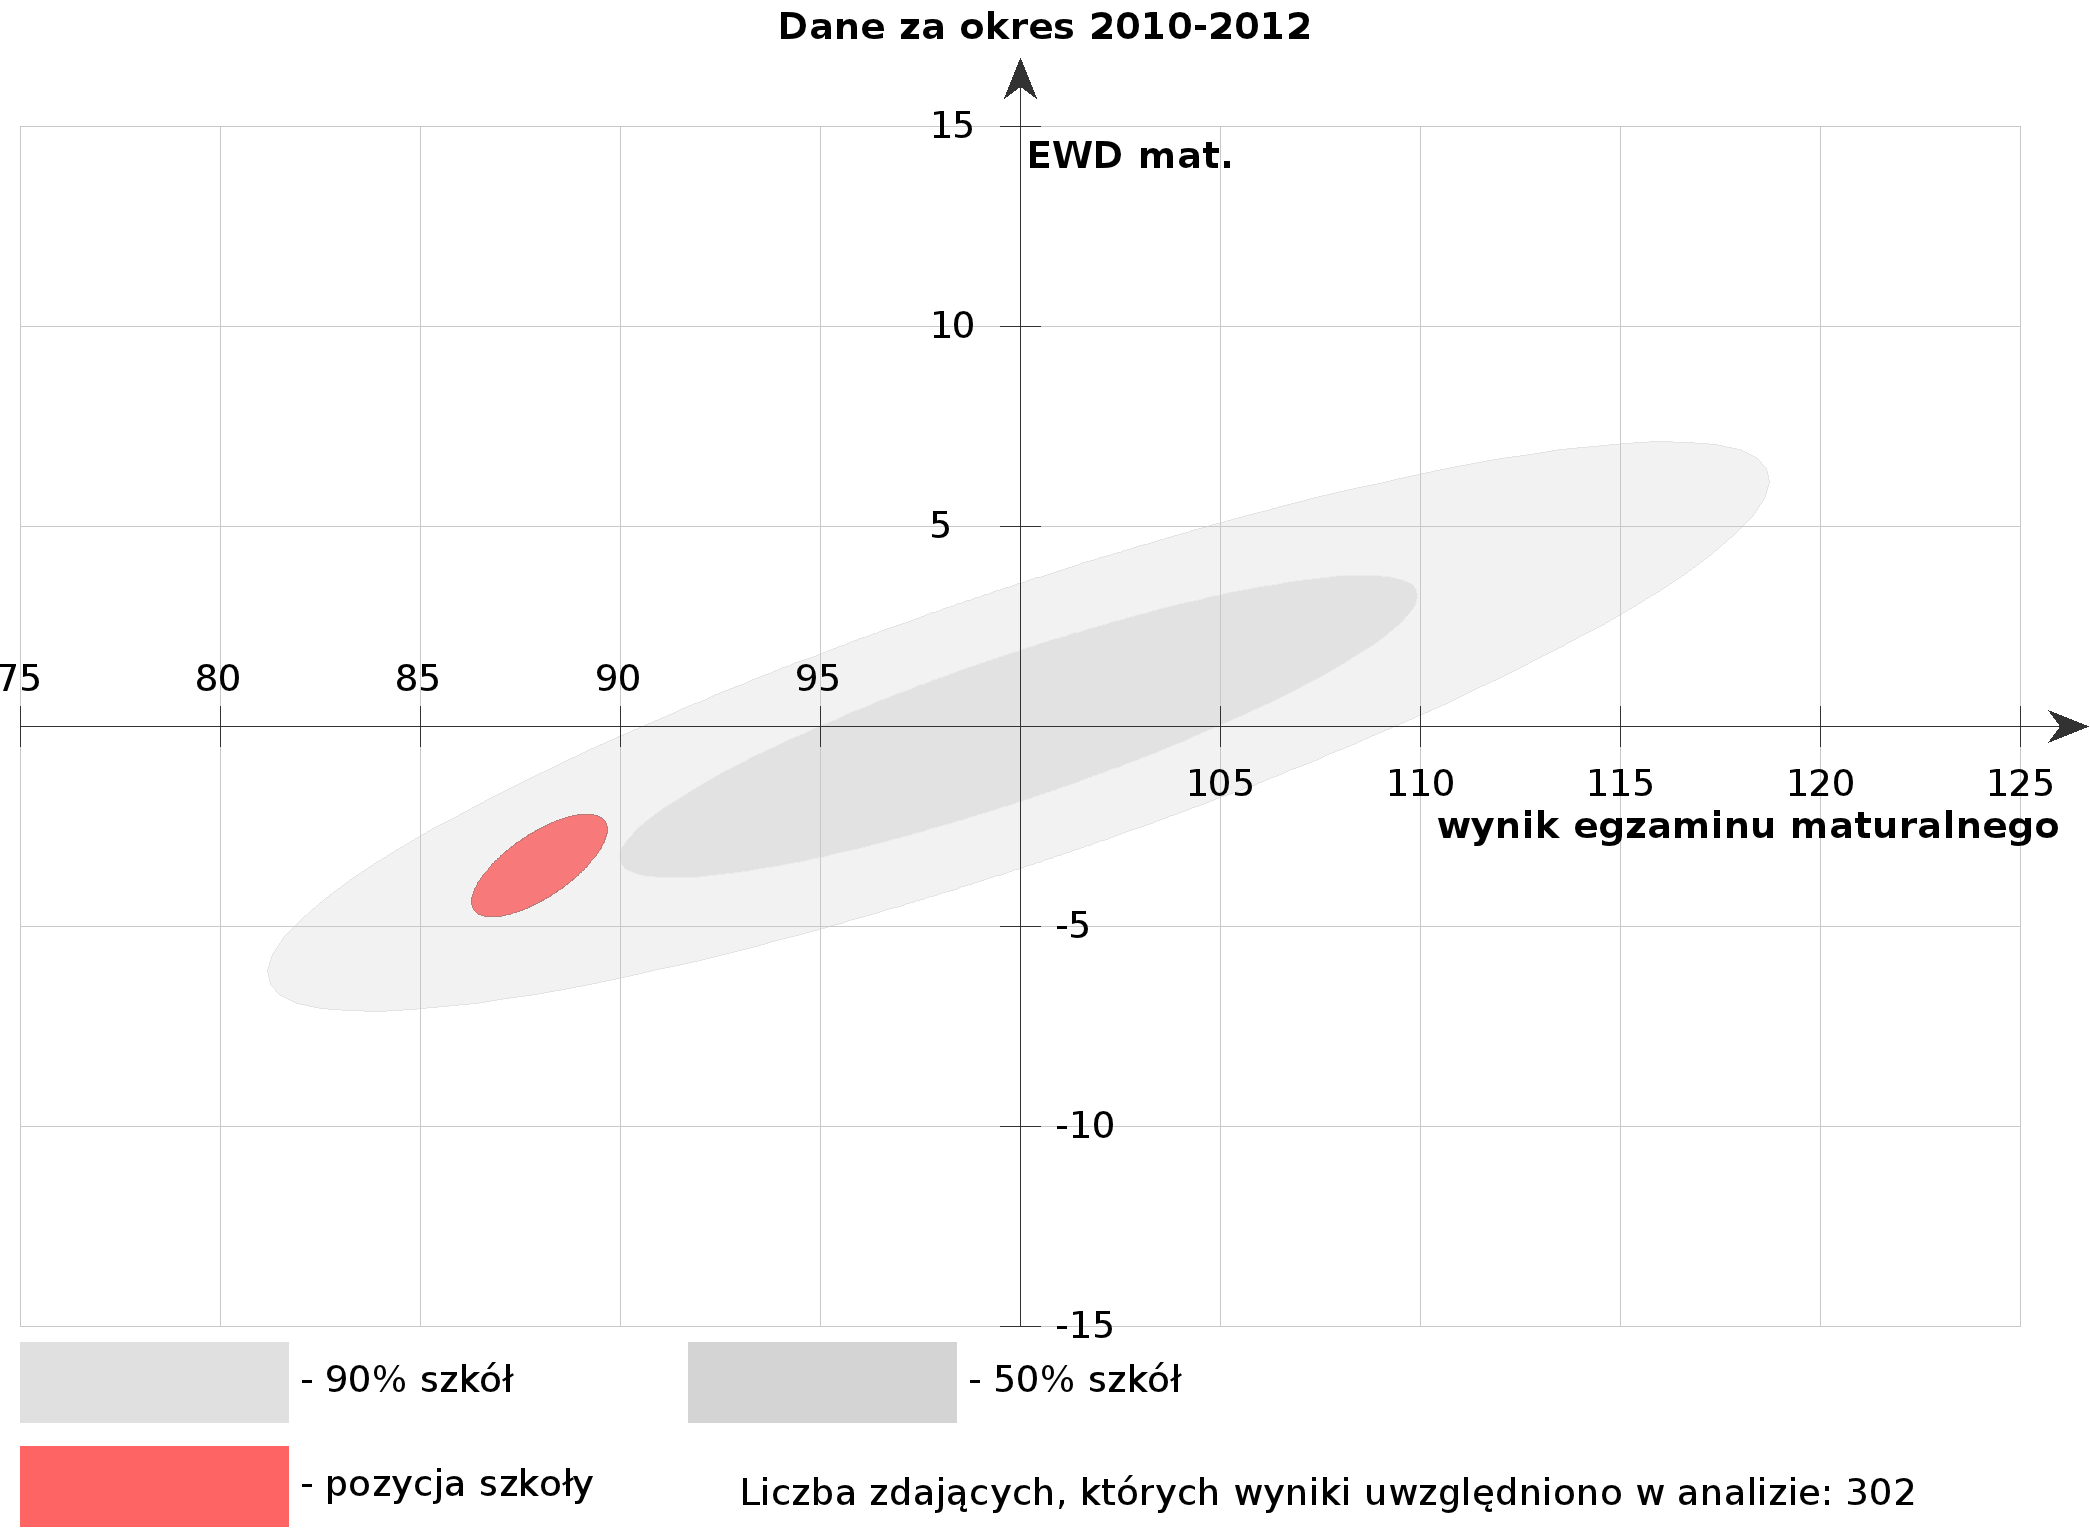 Dane za okres 2010-2012
15
EWD mat.
10
5
75 80 85 90 95
105 110 115 120 125
wynik egzaminu maturalnego
-5
-10
-15
- 90% szkół - 50% szkół
- pozycja szkoły
Liczba zdających, których wyniki uwzględniono w analizie: 302